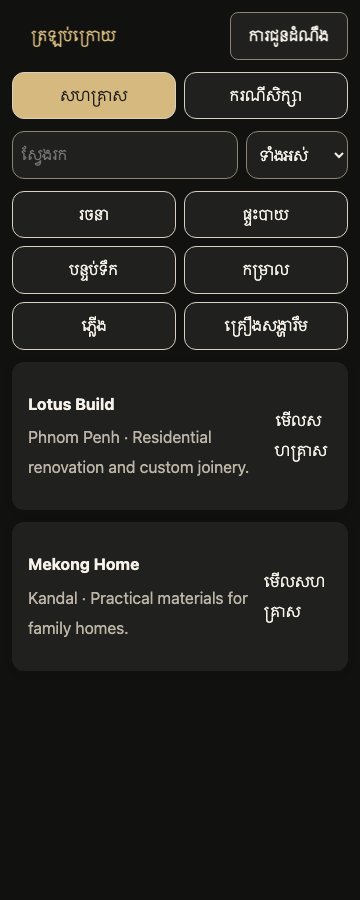 ត្រឡប់ក្រោយ
ការជូនដំណឹង
សហគ្រាស
ករណីសិក្សា
ស្វែងរក
ទាំងអស់
រចនា
ផ្ទះបាយ
បន្ទប់ទឹក
កម្រាល
ភ្លើង
គ្រឿងសង្ហារឹម
Lotus Build
Phnom Penh · Residential
renovation and custom joinery.
មើលស
ហគ្រាស
Mekong Home
Kandal · Practical materials for
family homes.
មើលសហ
គ្រាស